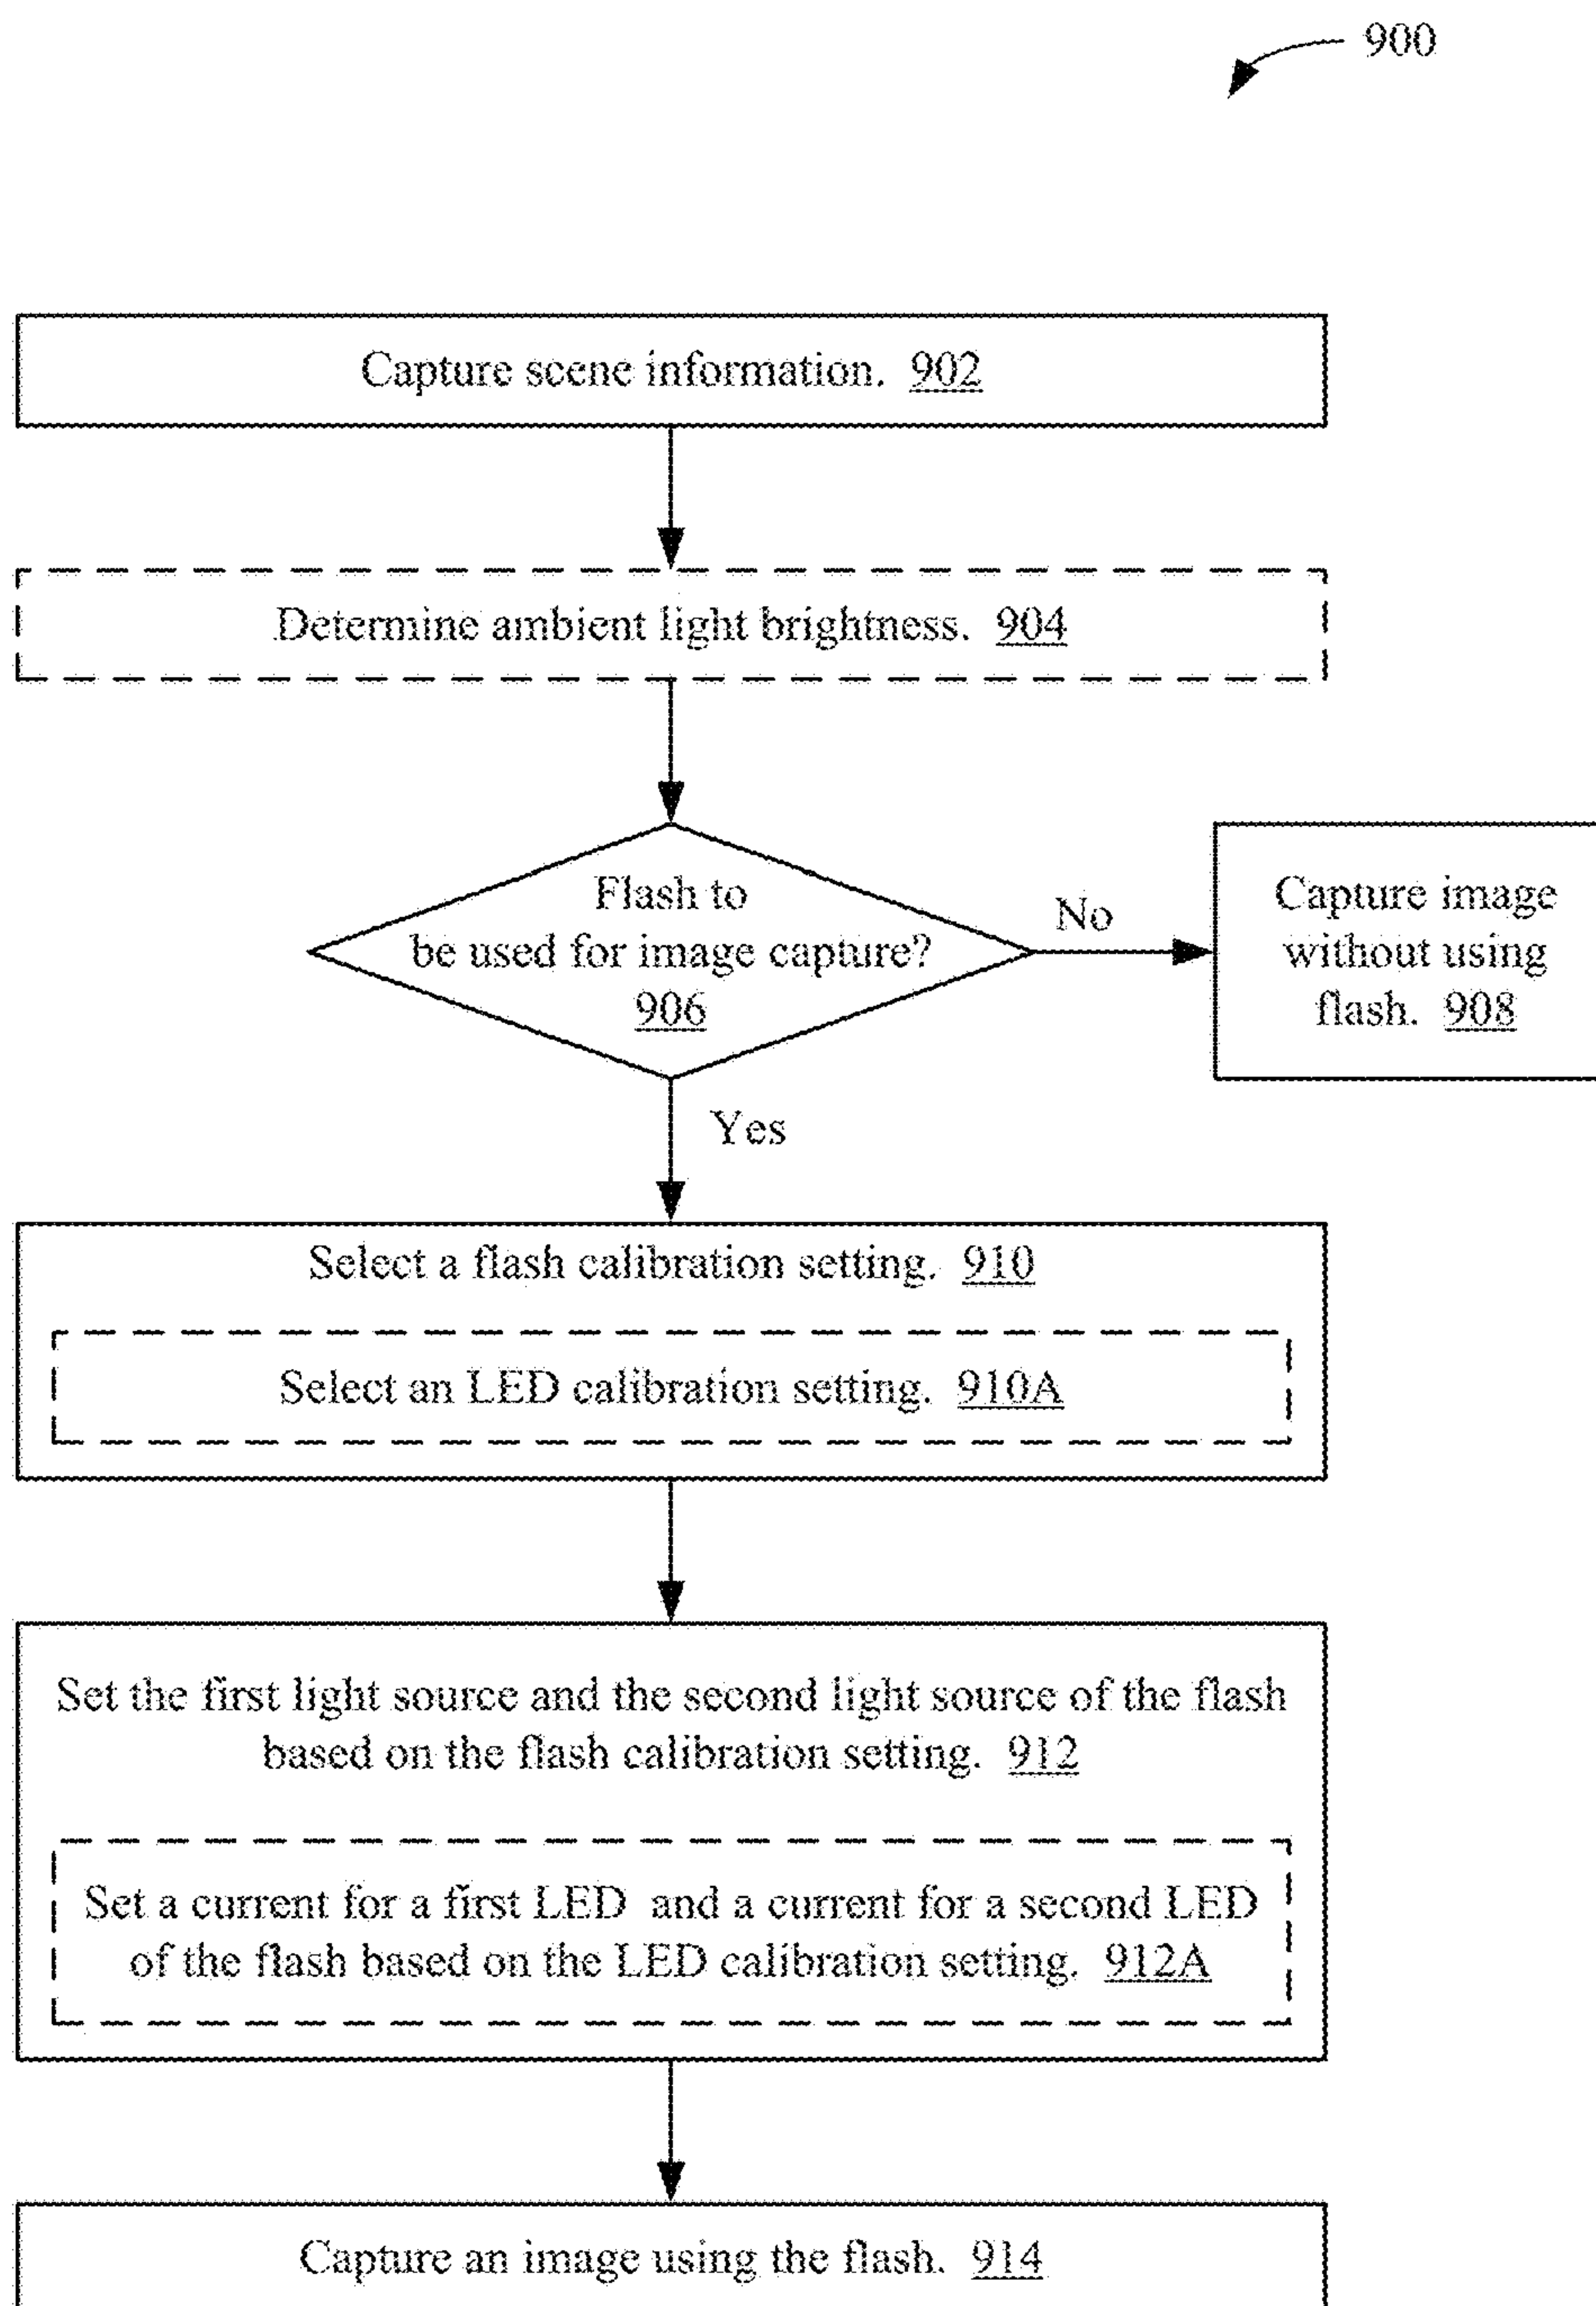 900
Capture scene information. 902
Determine ambient light brightness. 904
Flash to
be used for image capture?
906
No
Capture image
without using
flash. 908
Yes
Select a flash calibration setting. 910
Select an LED calibration setting. 910A
Set the first light source and the second light source of the flash
based on the flash calibration setting. 912
Set a current for a first LED and a current for a second LED
of the flash based on the LED calibration setting. 912A
Capture an image using the flash. 914